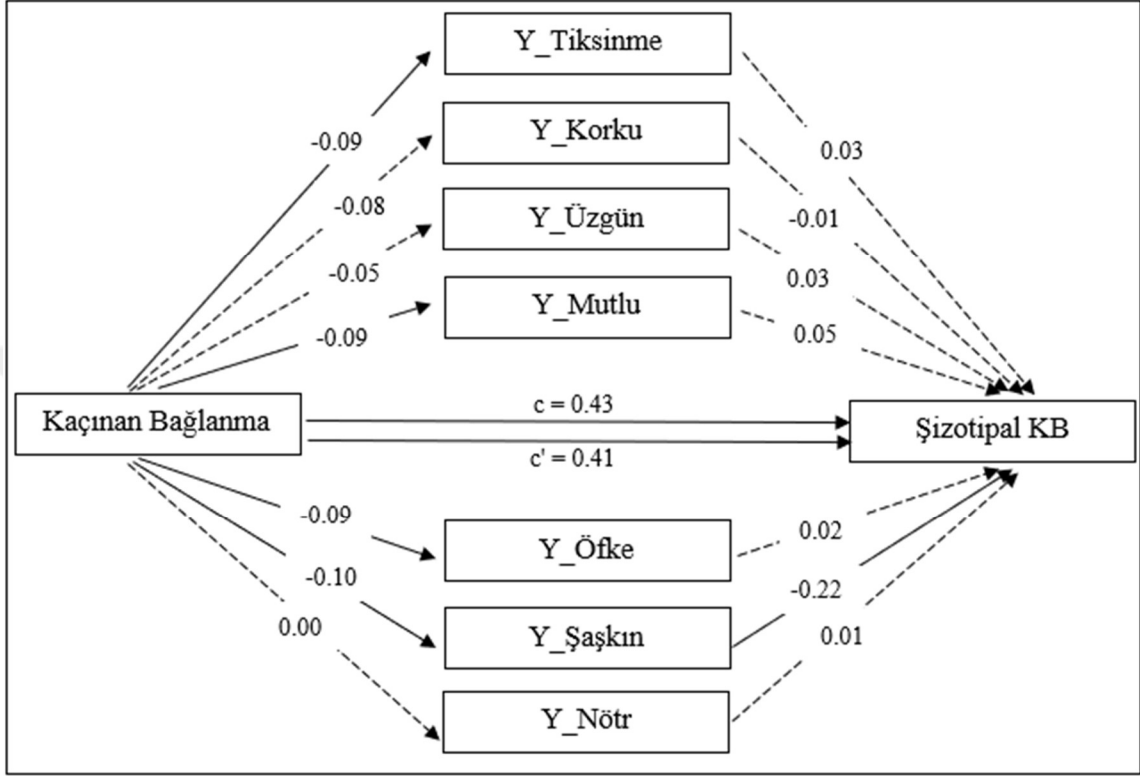 Y_Tiksinme
-0.09
0.03
Y_Korku
-0.08
-0.01
Y_Üzgün
-0.05
0.03
Y_Mutlu
-0.09
0.05
Kaçınan Bağlanma
c = 0.43
c' = 0.41
Şizotipal KB
-0.09
Y_Öfke
0.02
-0.10
Y_Şaşkın
-0.22
0.00
Y_Nötr
0.01